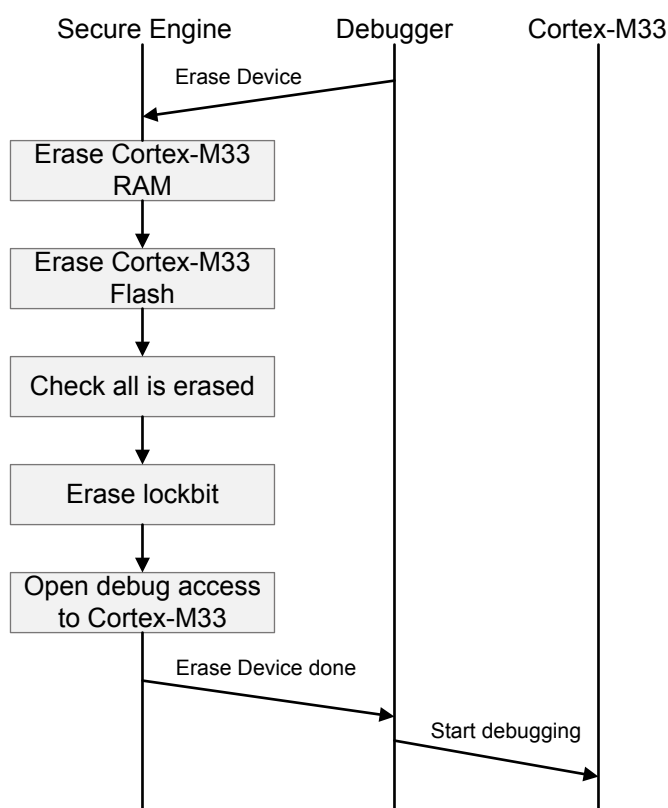 Secure Engine
Debugger
Cortex-M33
Erase Device
Erase Cortex-M33
RAM
Erase Cortex-M33
Flash
Check all is erased
Erase lockbit
Open debug access
to Cortex-M33
Erase Device done
Start debugging